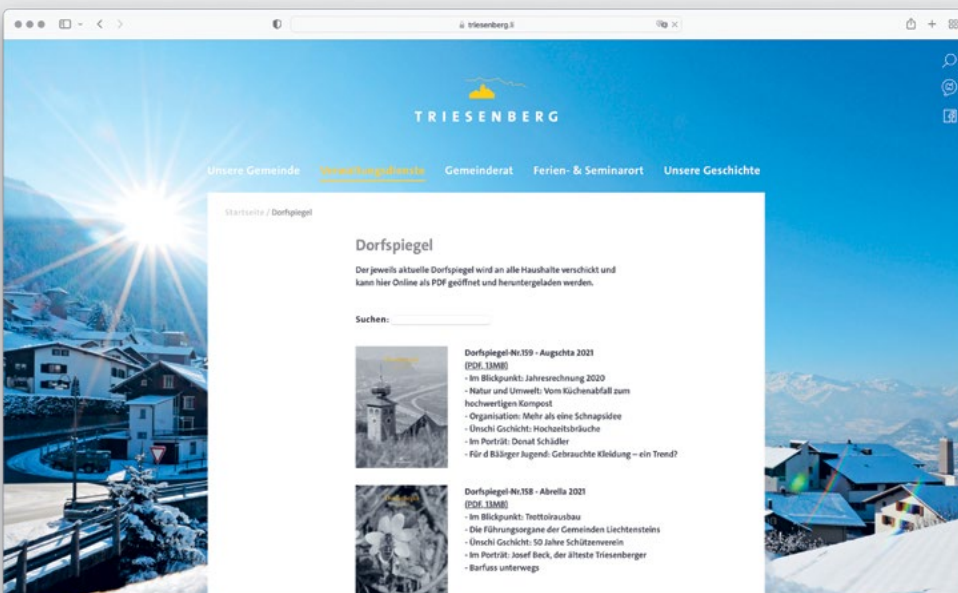 triesenberg.li
TRIESENBERG
Unsere Gemeinde Verwaltungsdienste Gemeinderat Ferien- & Seminarort Unsere Geschichte
Startseite / Dorfspiegel
Dorfspiegel
Der jeweils aktuelle Dorfspiegel wird an alle Haushalte verschickt und
kann hier Online als PDF geöffnet und heruntergeladen werden.
Suchen:
Dorfspiegel-Nr.159 - Augschta 2021
(PDF, 13MB)
- Im Blickpunkt: Jahresrechnung 2020
- Natur und Umwelt: Vom Küchenabfall zum
hochwertigen Kompost
- Organisation: Mehr als eine Schnapsidee
- Ünschi Gschicht: Hochzeitsbräuche
- Im Porträt: Donat Schädler
- Für d Bäärger Jugend: Gebrauchte Kleidung – ein Trend?
Dorfspiegel-Nr.158 - Abrella 2021
(PDF, 13MB)
- Im Blickpunkt: Trottoirausbau
- Die Führungsorgane der Gemeinden Liechtensteins
- Ünschi Gschicht: 50 Jahre Schützenverein
- Im Porträt: Josef Beck, der älteste Triesenberger
- Barfuss unterwegs